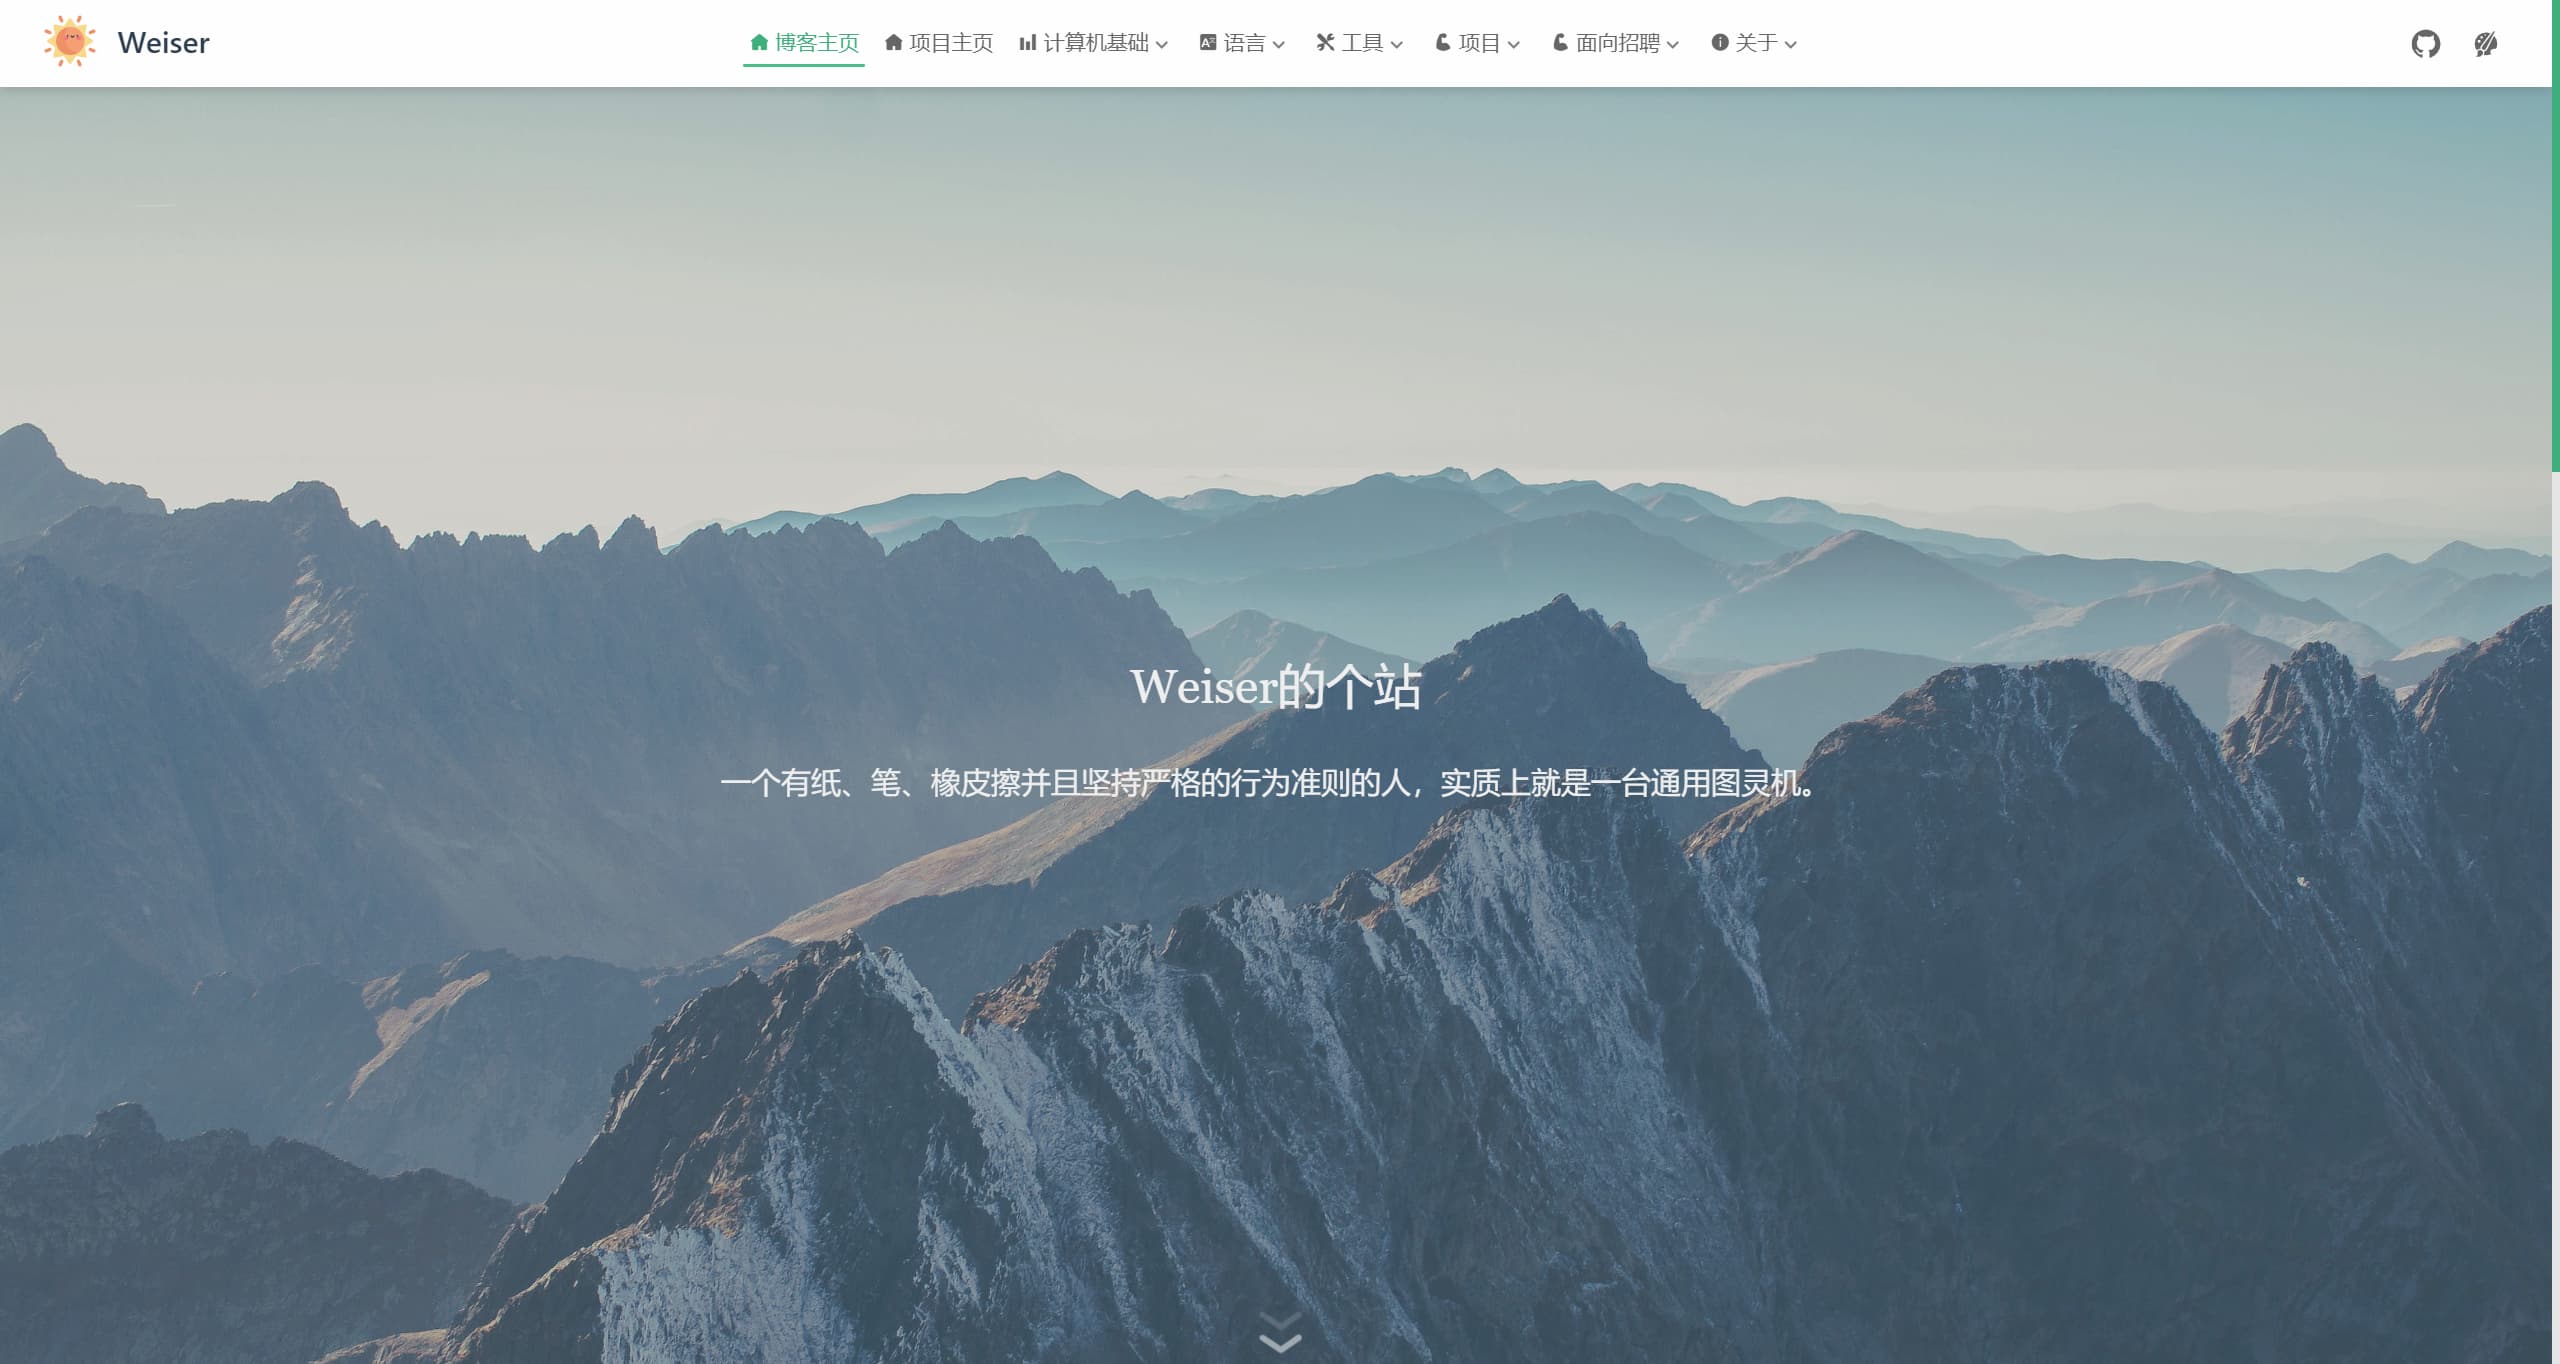 Weiser
博客主页 项目主页 计算机基础 语言 工具 项目 面向招聘 关于
Weiser的个站
一个有纸、笔、橡皮擦并且坚持严格的行为准则的人，实质上就是一台通用图灵机。